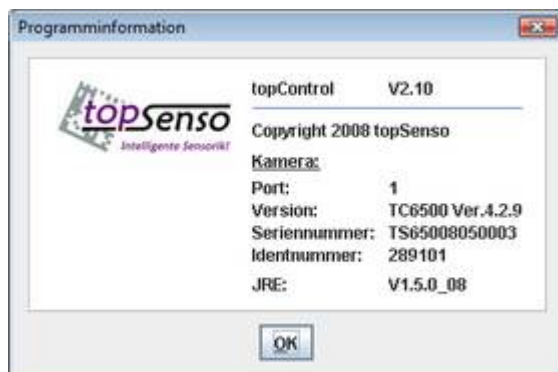 Programminformation
topSenso
Intelligente Sensorik!
topControl V2.10
Copyright 2008 topSenso
Kamera:
Port: 1
Version: TC6500 Ver.4.2.9
Seriennummer: TS65008050003
Identnummer: 289101
JRE: V1.5.0_08
OK